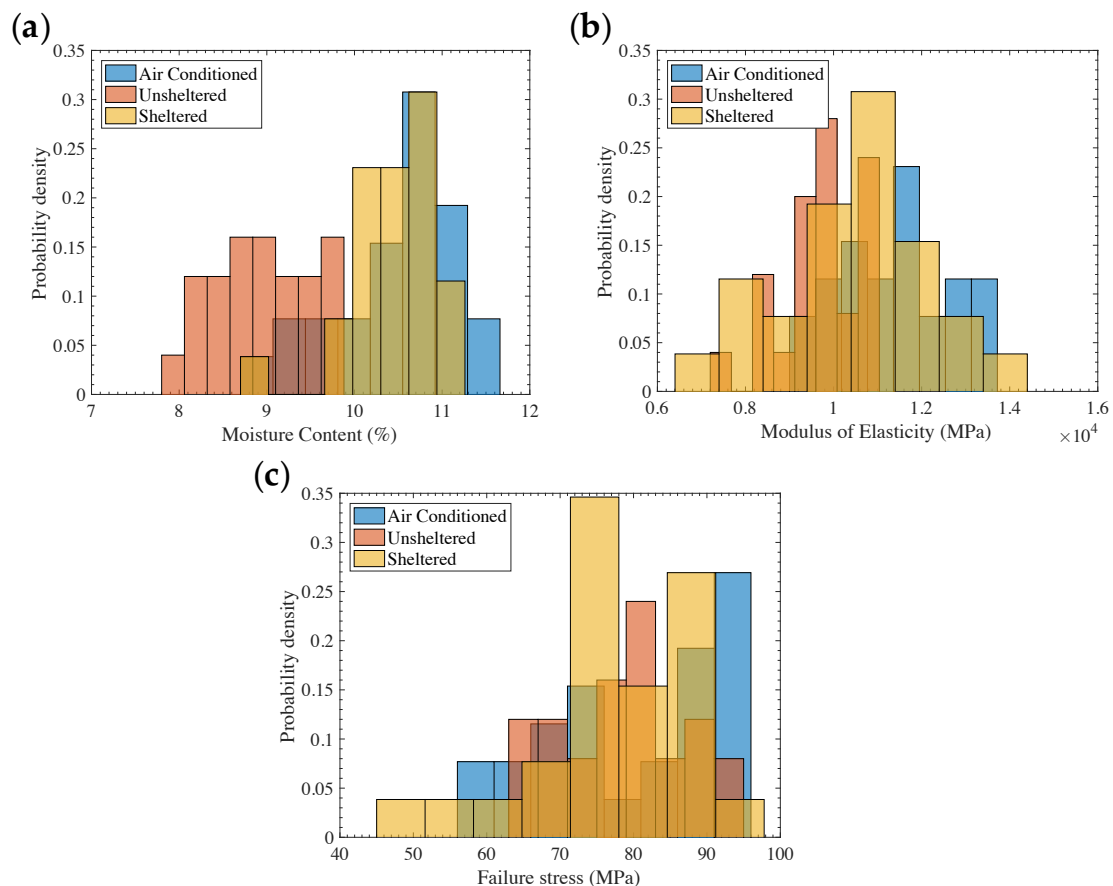 (a)
0.35
0.3
0.25
0.2
0.15
0.1
0.05
0
Probability density
Air Conditioned
Unsheltered
Sheltered
7 8 9 10 11 12
Moisture Content (%)
(b)
0.35
0.3
0.25
0.2
0.15
0.1
0.05
0
Probability density
Air Conditioned
Unsheltered
Sheltered
0.6 0.8 1 1.2 1.4 1.6
Modulus of Elasticity (MPa)
×10⁴
(c)
0.35
0.3
0.25
0.2
0.15
0.1
0.05
0
Probability density
Air Conditioned
Unsheltered
Sheltered
40 50 60 70 80 90 100
Failure stress (MPa)